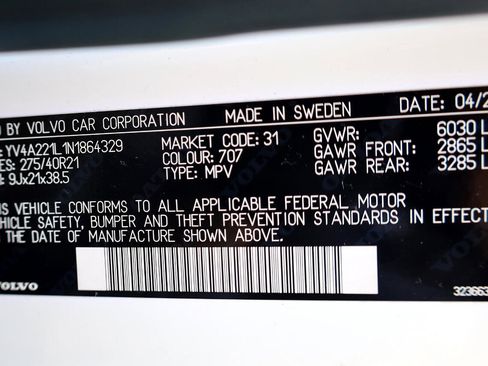 D BY VOLVO CAR CORPORATION MADE IN SWEDEN DATE: 04/2
: YV4A221L1N1864329 MARKET CODE: 31 GVWR: 6030 L
ES: 275/40R21 COLOUR: 707 GAWR FRONT: 2865 L
: 9Jx21x38.5 TYPE: MPV GAWR REAR: 3285 L
IS VEHICLE CONFORMS TO ALL APPLICABLE FEDERAL MOTOR
HICLE SAFETY, BUMPER AND THEFT PREVENTION STANDARDS IN EFFECT
THE DATE OF MANUFACTURE SHOWN ABOVE.
VOLVO 323663